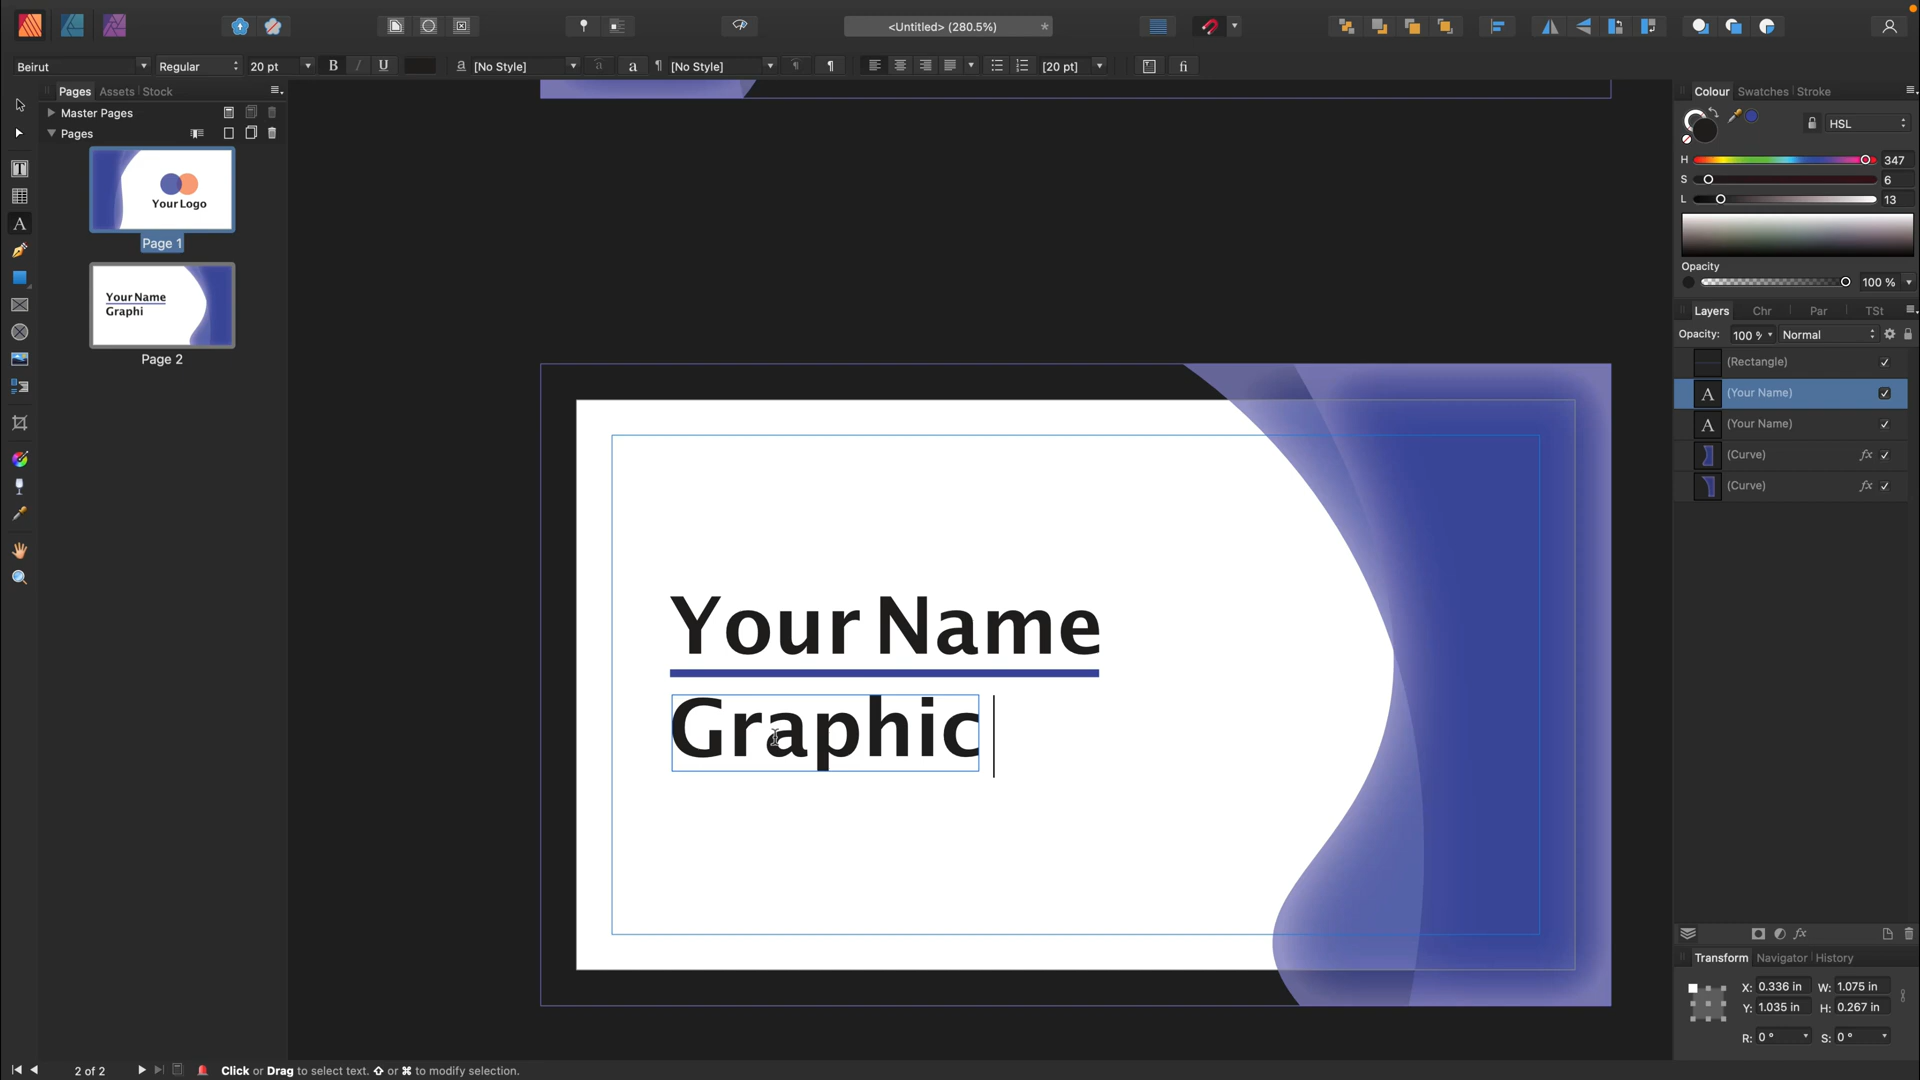 <Untitled> (280.5%)
*
Beirut
Regular
20 pt
B
I
U
a
[No Style]
a
a
¶
[No Style]
¶
¶
[20 pt]
fi
Pages
Assets
Stock
Master Pages
Pages
Your Logo
Page 1
Your Name
Graphi
Page 2
A
Your Name
Graphic
Colour
Swatches
Stroke
HSL
H
347
S
6
L
13
Opacity
100 %
Layers
Chr
Par
TSt
Opacity:
100 %
Normal
(Rectangle)
A
(Your Name)
A
(Your Name)
(Curve)
fx
(Curve)
fx
fx
Transform
Navigator
History
X: 0.336 in
W: 1.075 in
Y: 1.035 in
H: 0.267 in
R: 0 °
S: 0 °
2 of 2
Click or Drag to select text. ⇧ or ⌘ to modify selection.